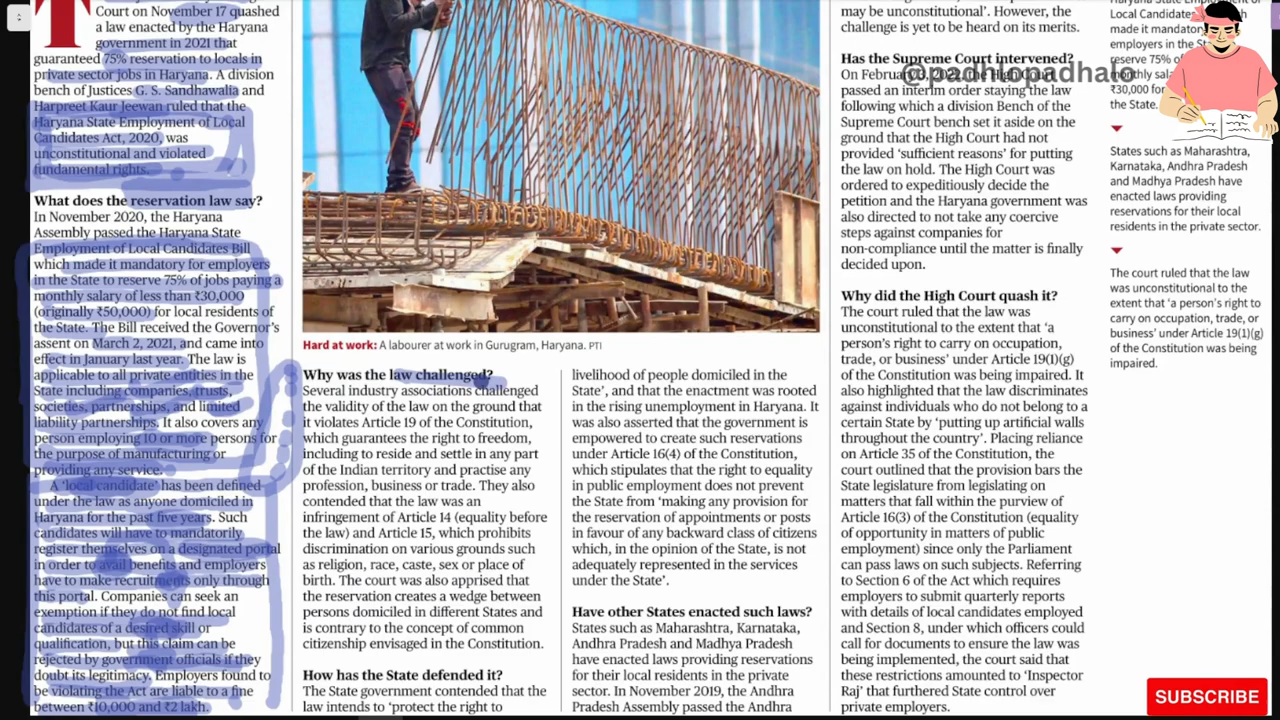 T
Court on November 17 quashed
a law enacted by the Haryana
government in 2021 that
guaranteed 75% reservation to locals in
private sector jobs in Haryana. A division
bench of Justices G. S. Sandhawalia and
Harpreet Kaur Jeewan ruled that the
Haryana State Employment of Local
Candidates Act, 2020, was
unconstitutional and violated
fundamental rights.
What does the reservation law say?
In November 2020, the Haryana
Assembly passed the Haryana State
Employment of Local Candidates Bill
which made it mandatory for employers
in the State to reserve 75% of jobs paying a
monthly salary of less than ₹30,000
(originally ₹50,000) for local residents of
the State. The Bill received the Governor's
assent on March 2, 2021, and came into
effect in January last year. The law is
applicable to all private entities in the
State including companies, trusts,
societies, partnerships, and limited
liability partnerships. It also covers any
person employing 10 or more persons for
the purpose of manufacturing or
providing any service.
A 'local candidate' has been defined
under the law as anyone domiciled in
Haryana for the past five years. Such
candidates will have to mandatorily
register themselves on a designated portal
in order to avail benefits and employers
have to make recruitments only through
this portal. Companies can seek an
exemption if they do not find local
candidates of a desired skill or
qualification, but this claim can be
rejected by government officials if they
doubt its legitimacy. Employers found to
be violating the Act are liable to a fine
between ₹10,000 and ₹2 lakh.
Hard at work: A labourer at work in Gurugram, Haryana. PTI
Why was the law challenged?
Several industry associations challenged
the validity of the law on the ground that
it violates Article 19 of the Constitution,
which guarantees the right to freedom,
including to reside and settle in any part
of the Indian territory and practise any
profession, business or trade. They also
contended that the law was an
infringement of Article 14 (equality before
the law) and Article 15, which prohibits
discrimination on various grounds such
as religion, race, caste, sex or place of
birth. The court was also apprised that
the reservation creates a wedge between
persons domiciled in different States and
is contrary to the concept of common
citizenship envisaged in the Constitution.
How has the State defended it?
The State government contended that the
law intends to 'protect the right to
livelihood of people domiciled in the
State', and that the enactment was rooted
in the rising unemployment in Haryana. It
was also asserted that the government is
empowered to create such reservations
under Article 16(4) of the Constitution,
which stipulates that the right to equality
in public employment does not prevent
the State from 'making any provision for
the reservation of appointments or posts
in favour of any backward class of citizens
which, in the opinion of the State, is not
adequately represented in the services
under the State'.
Have other States enacted such laws?
States such as Maharashtra, Karnataka,
Andhra Pradesh and Madhya Pradesh
have enacted laws providing reservations
for their local residents in the private
sector. In November 2019, the Andhra
Pradesh Assembly passed the Andhra
may be unconstitutional'. However, the
challenge is yet to be heard on its merits.
Has the Supreme Court intervened?
On February 3, 2022, the High Court
passed an interim order staying the law
following which a division Bench of the
Supreme Court bench set it aside on the
ground that the High Court had not
provided 'sufficient reasons' for putting
the law on hold. The High Court was
ordered to expeditiously decide the
petition and the Haryana government was
also directed to not take any coercive
steps against companies for
non-compliance until the matter is finally
decided upon.
Why did the High Court quash it?
The court ruled that the law was
unconstitutional to the extent that 'a
person's right to carry on occupation,
trade, or business' under Article 19(1)(g)
of the Constitution was being impaired. It
also highlighted that the law discriminates
against individuals who do not belong to a
certain State by 'putting up artificial walls
throughout the country'. Placing reliance
on Article 35 of the Constitution, the
court outlined that the provision bars the
State legislature from legislating on
matters that fall within the purview of
Article 16(3) of the Constitution (equality
of opportunity in matters of public
employment) since only the Parliament
can pass laws on such subjects. Referring
to Section 6 of the Act which requires
employers to submit quarterly reports
with details of local candidates employed
and Section 8, under which officers could
call for documents to ensure the law was
being implemented, the court said that
these restrictions amounted to 'Inspector
Raj' that furthered State control over
private employers.
Haryana State Employment of
Local Candidates
made it mandatory
employers in the
reserve 75% of
monthly
₹30,000 for
the State.
States such as Maharashtra,
Karnataka, Andhra Pradesh
and Madhya Pradesh have
enacted laws providing
reservations for their local
residents in the private sector.
The court ruled that the law
was unconstitutional to the
extent that 'a person's right to
carry on occupation, trade, or
business' under Article 19(1)(g)
of the Constitution was being
impaired.
@padhlopadhalo
SUBSCRIBE